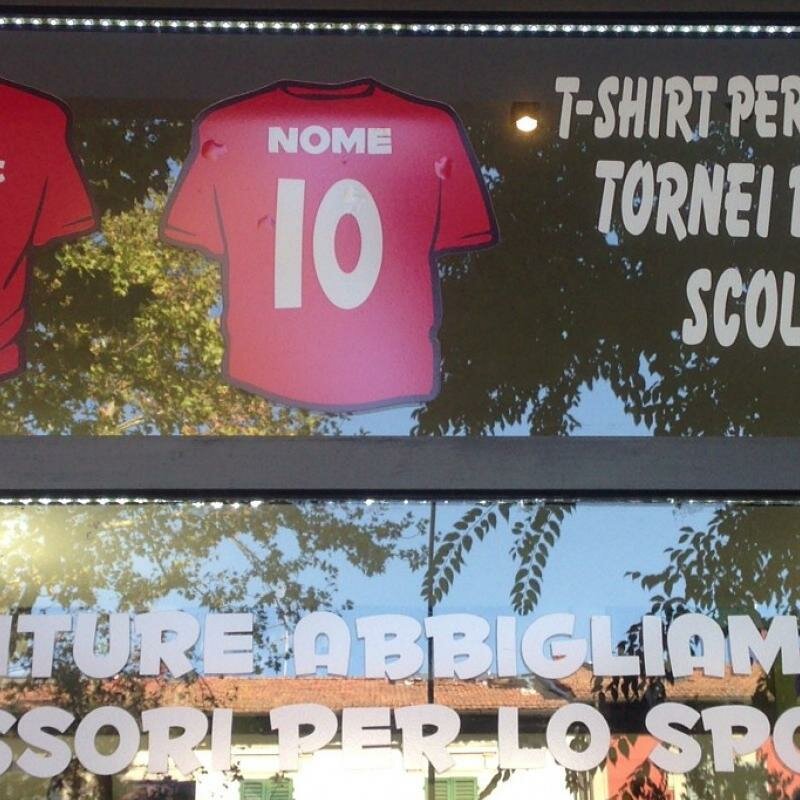 NOME
10
T-SHIRT PER
TORNEI
SCOL
ITURE ABBIGLIAM
SSORI PER LO SPO